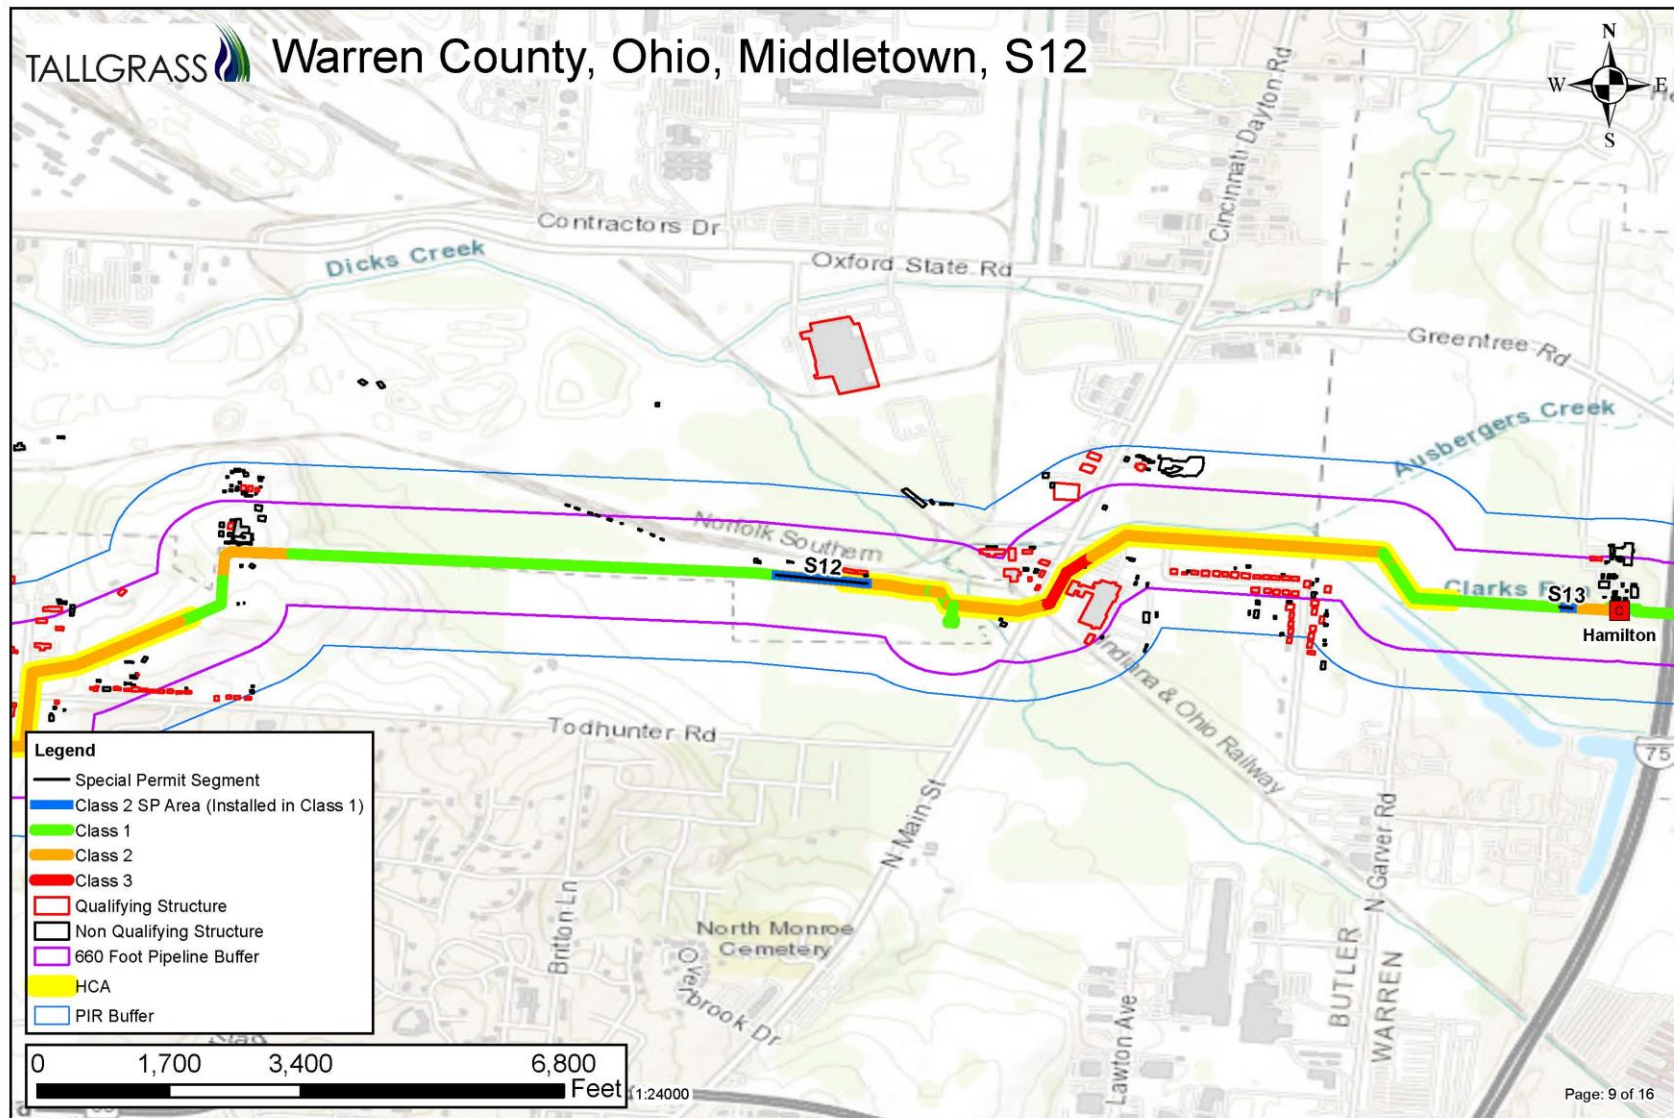 TALLGRASS
Warren County, Ohio, Middletown, S12
N
W E
S
Cincinnati Dayton Rd
Contractors Dr
Dicks Creek
Oxford State Rd
Greentree Rd
Ausbergers Creek
Norfolk Southern
S12
Clarks Run
S13
C
Hamilton
Indiana & Ohio Railway
Todhunter Rd
75
N Main St
N Garver Rd
Britton Ln
North Monroe
Cemetery
Overbrook Dr
Lawton Ave
BUTLER
WARREN
Legend
Special Permit Segment
Class 2 SP Area (Installed in Class 1)
Class 1
Class 2
Class 3
Qualifying Structure
Non Qualifying Structure
660 Foot Pipeline Buffer
HCA
PIR Buffer
0 1,700 3,400 6,800
Feet
1:24000
Page: 9 of 16